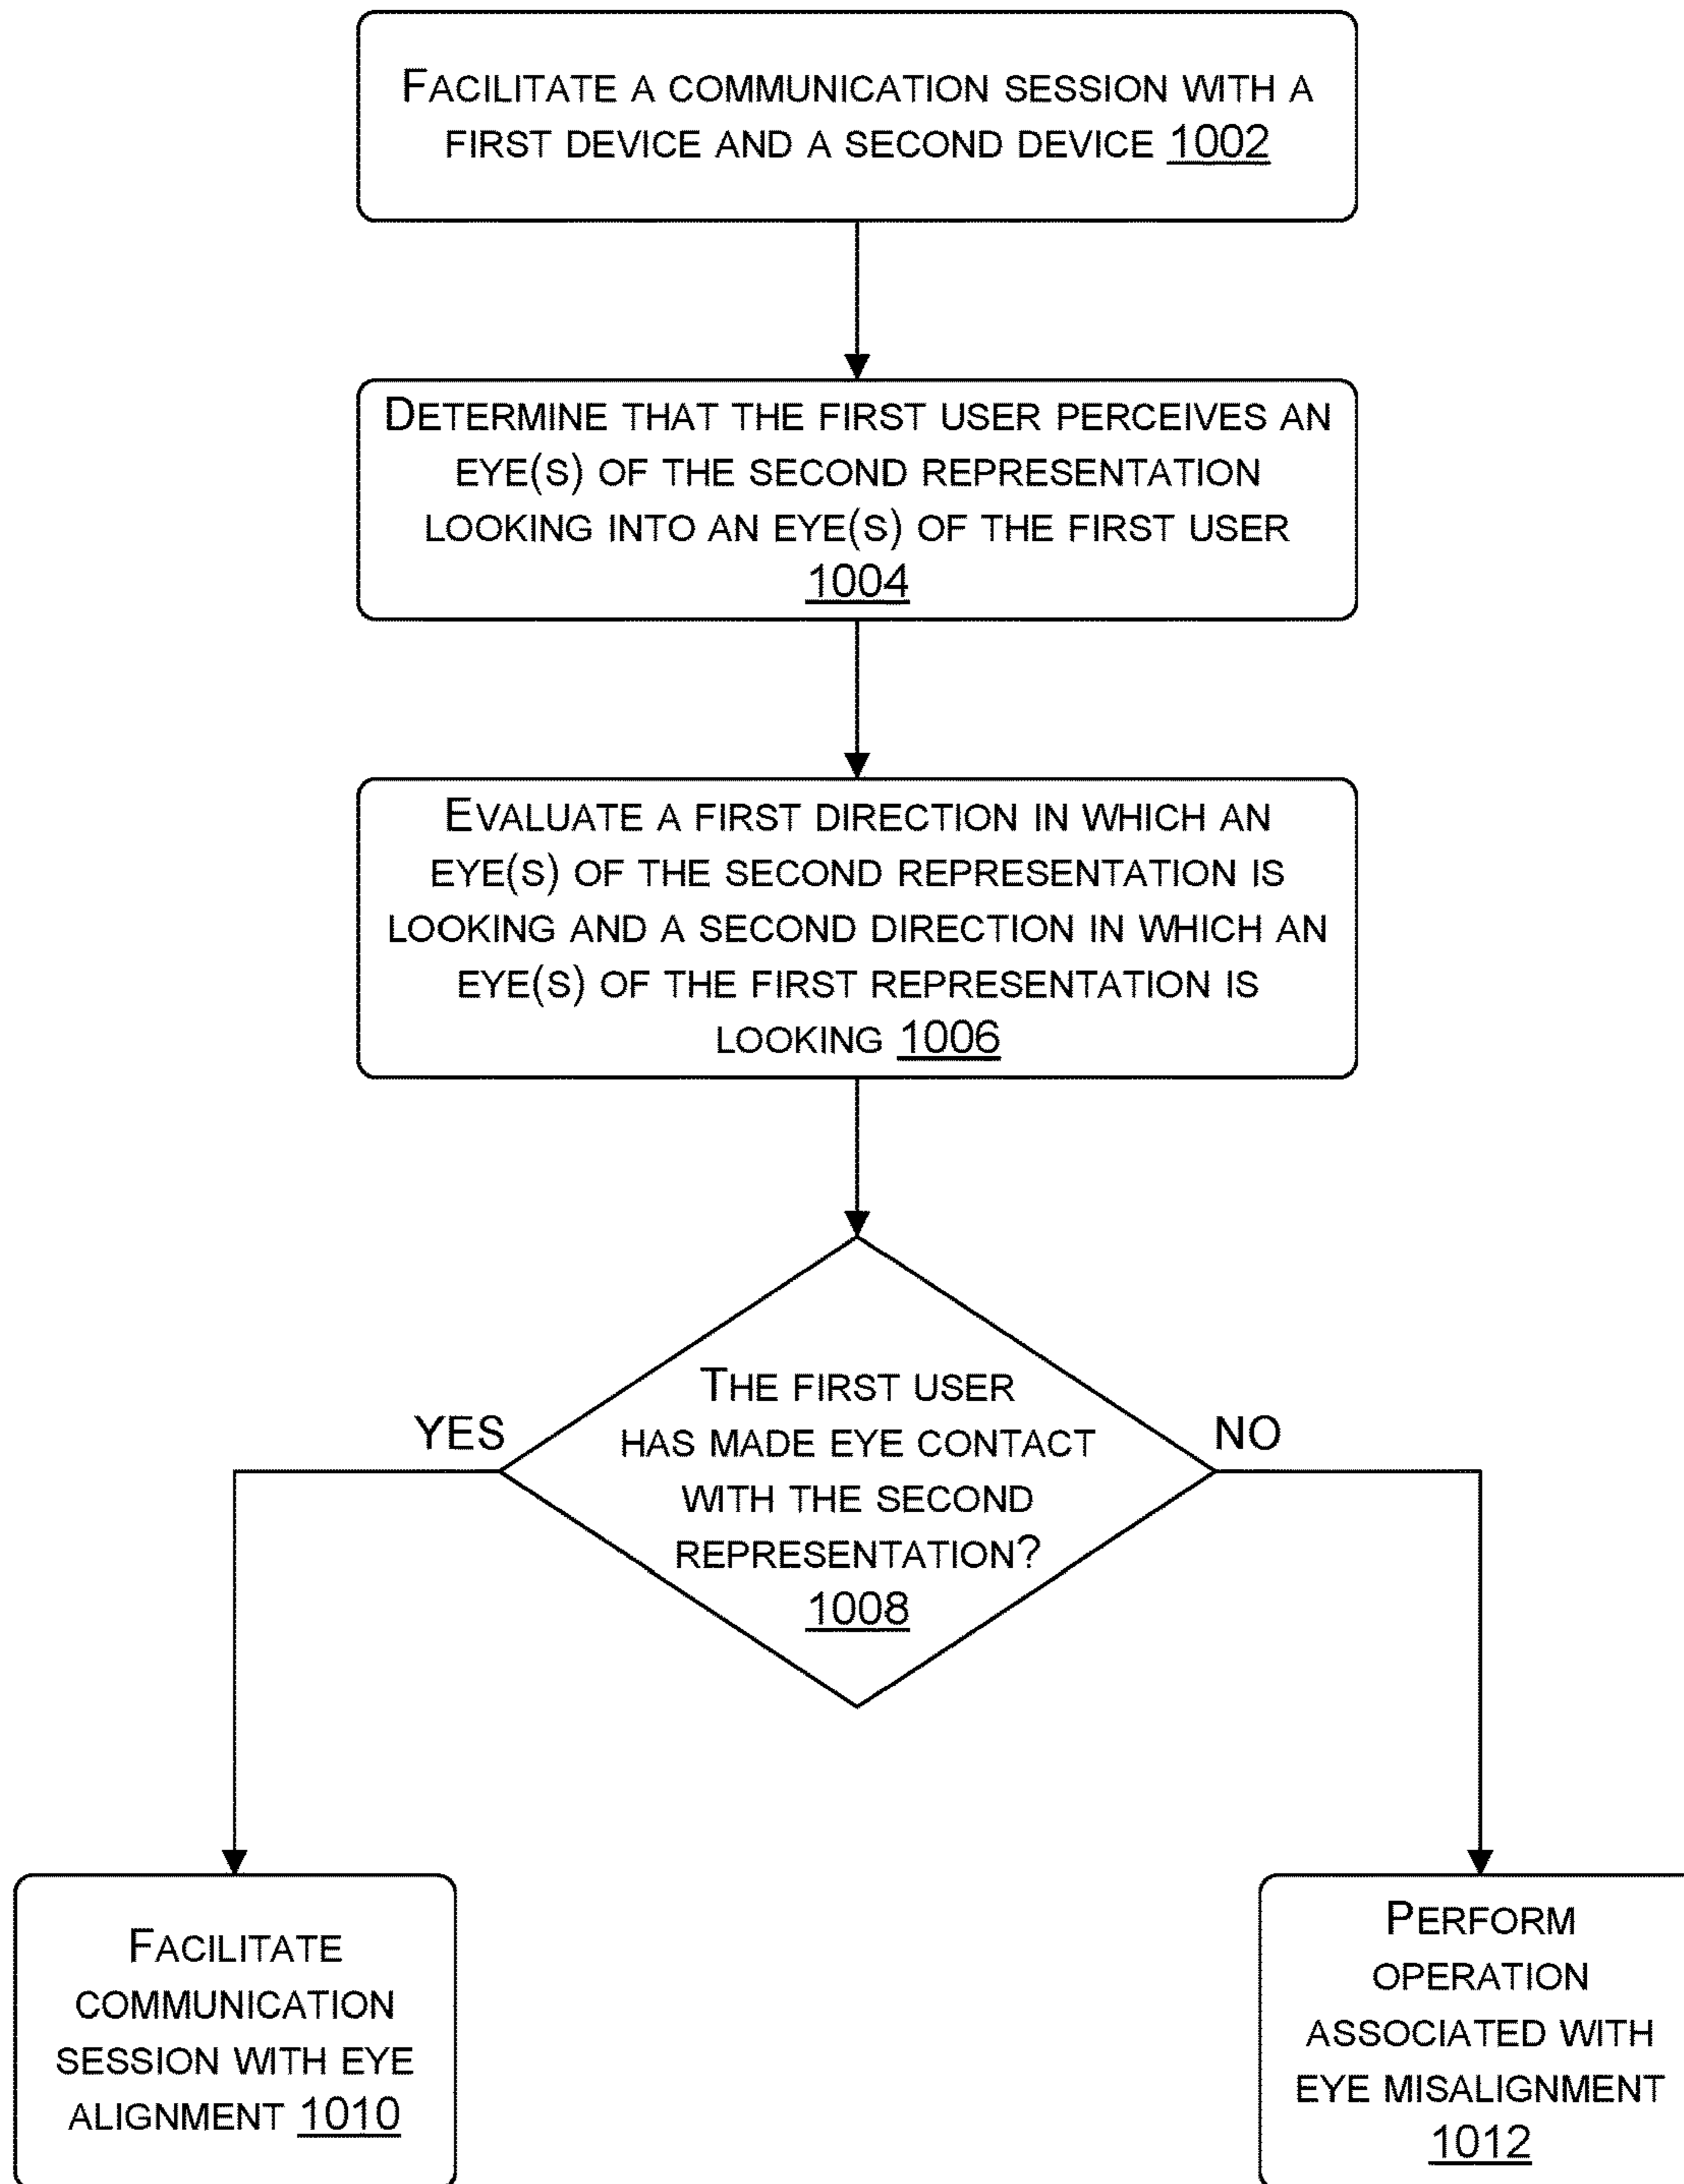 FACILITATE A COMMUNICATION SESSION WITH A
FIRST DEVICE AND A SECOND DEVICE 1002
DETERMINE THAT THE FIRST USER PERCEIVES AN
EYE(S) OF THE SECOND REPRESENTATION
LOOKING INTO AN EYE(S) OF THE FIRST USER
1004
EVALUATE A FIRST DIRECTION IN WHICH AN
EYE(S) OF THE SECOND REPRESENTATION IS
LOOKING AND A SECOND DIRECTION IN WHICH AN
EYE(S) OF THE FIRST REPRESENTATION IS
LOOKING 1006
THE FIRST USER
HAS MADE EYE CONTACT
WITH THE SECOND
REPRESENTATION?
1008
YES
NO
FACILITATE
COMMUNICATION
SESSION WITH EYE
ALIGNMENT 1010
PERFORM
OPERATION
ASSOCIATED WITH
EYE MISALIGNMENT
1012